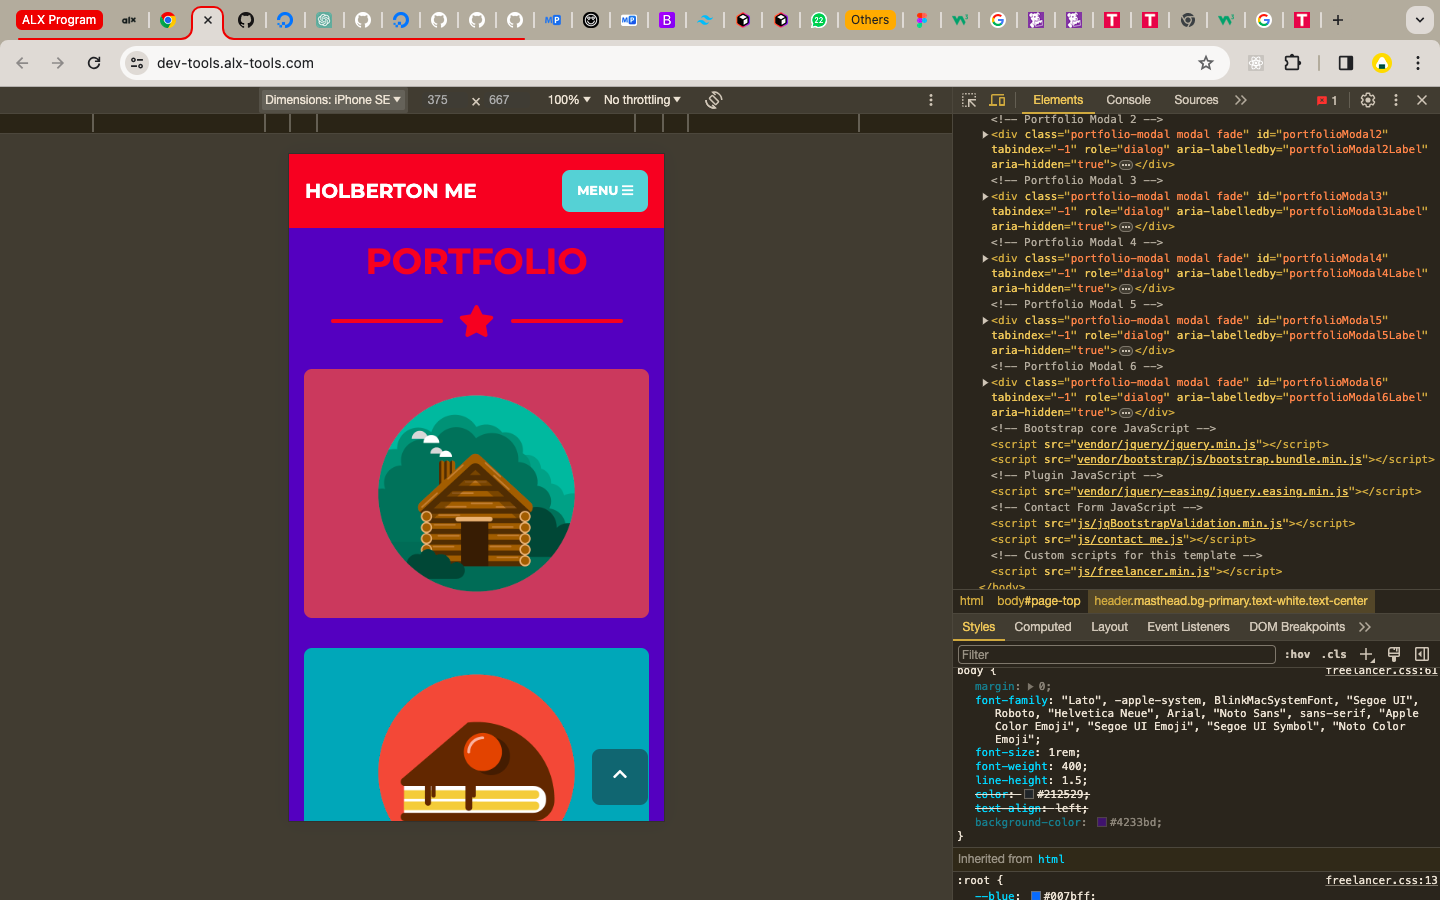 ALX Program
alx
22
Others
dev-tools.alx-tools.com
Dimensions: iPhone SE
375
×
667
100%
No throttling
Elements
Console
Sources
1
<!-- Portfolio Modal 2 -->
<div class="portfolio-modal modal fade" id="portfolioModal2"
tabindex="-1" role="dialog" aria-labelledby="portfolioModal2Label"
aria-hidden="true">…</div>
<!-- Portfolio Modal 3 -->
<div class="portfolio-modal modal fade" id="portfolioModal3"
tabindex="-1" role="dialog" aria-labelledby="portfolioModal3Label"
aria-hidden="true">…</div>
<!-- Portfolio Modal 4 -->
<div class="portfolio-modal modal fade" id="portfolioModal4"
tabindex="-1" role="dialog" aria-labelledby="portfolioModal4Label"
aria-hidden="true">…</div>
<!-- Portfolio Modal 5 -->
<div class="portfolio-modal modal fade" id="portfolioModal5"
tabindex="-1" role="dialog" aria-labelledby="portfolioModal5Label"
aria-hidden="true">…</div>
<!-- Portfolio Modal 6 -->
<div class="portfolio-modal modal fade" id="portfolioModal6"
tabindex="-1" role="dialog" aria-labelledby="portfolioModal6Label"
aria-hidden="true">…</div>
<!-- Bootstrap core JavaScript -->
<script src="vendor/jquery/jquery.min.js"></script>
<script src="vendor/bootstrap/js/bootstrap.bundle.min.js"></script>
<!-- Plugin JavaScript -->
<script src="vendor/jquery-easing/jquery.easing.min.js"></script>
<!-- Contact Form JavaScript -->
<script src="js/jqBootstrapValidation.min.js"></script>
<script src="js/contact_me.js"></script>
<!-- Custom scripts for this template -->
<script src="js/freelancer.min.js"></script>
</body>
html
body#page-top
header.masthead.bg-primary.text-white.text-center
Styles
Computed
Layout
Event Listeners
DOM Breakpoints
Filter
:hov
.cls
body {
freelancer.css:61
margin: 0;
font-family: "Lato", -apple-system, BlinkMacSystemFont, "Segoe UI",
Roboto, "Helvetica Neue", Arial, "Noto Sans", sans-serif, "Apple
Color Emoji", "Segoe UI Emoji", "Segoe UI Symbol", "Noto Color
Emoji";
font-size: 1rem;
font-weight: 400;
line-height: 1.5;
color: #212529;
text-align: left;
background-color: #4233bd;
}
Inherited from html
:root {
freelancer.css:13
--blue: #007bff;
HOLBERTON ME
MENU
PORTFOLIO